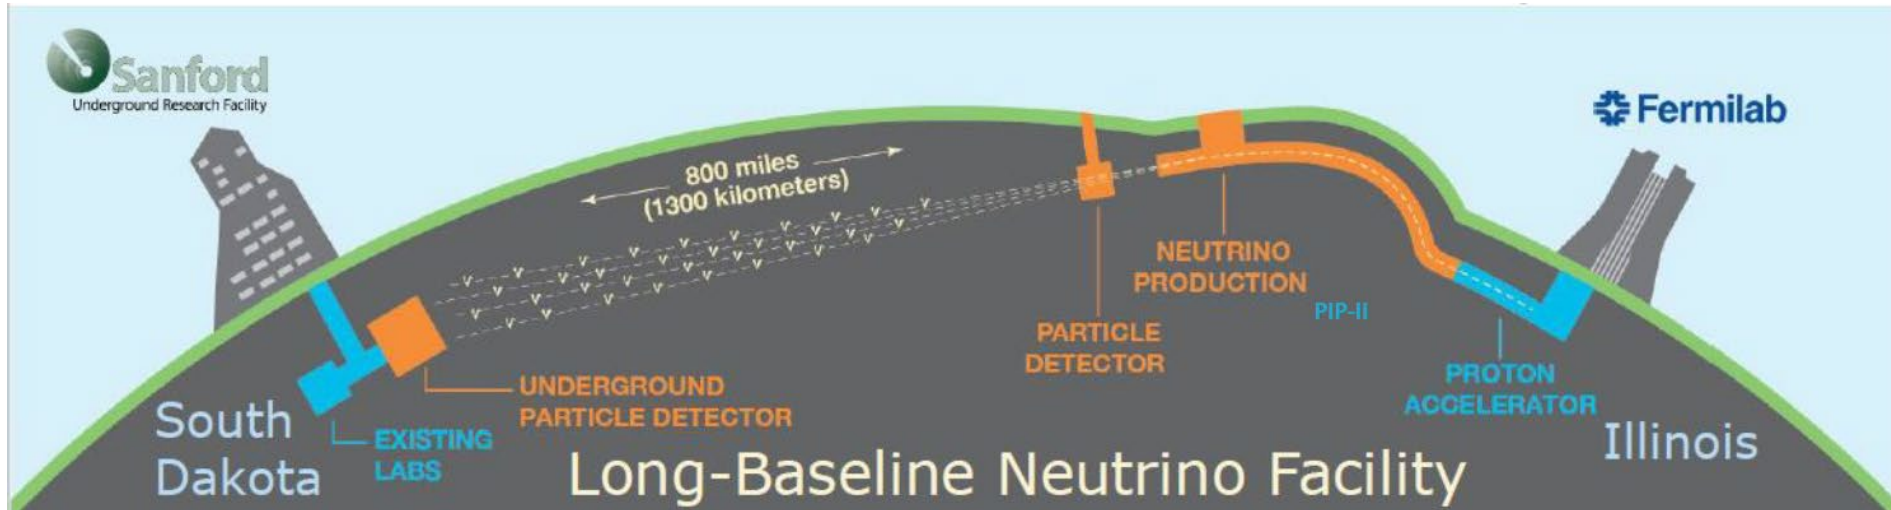 Sanford
Underground Research Facility
Fermilab
800 miles
(1300 kilometers)
NEUTRINO
PRODUCTION
PIP-II
PARTICLE
DETECTOR
PROTON
ACCELERATOR
UNDERGROUND
PARTICLE DETECTOR
EXISTING
LABS
South
Dakota
Illinois
Long-Baseline Neutrino Facility